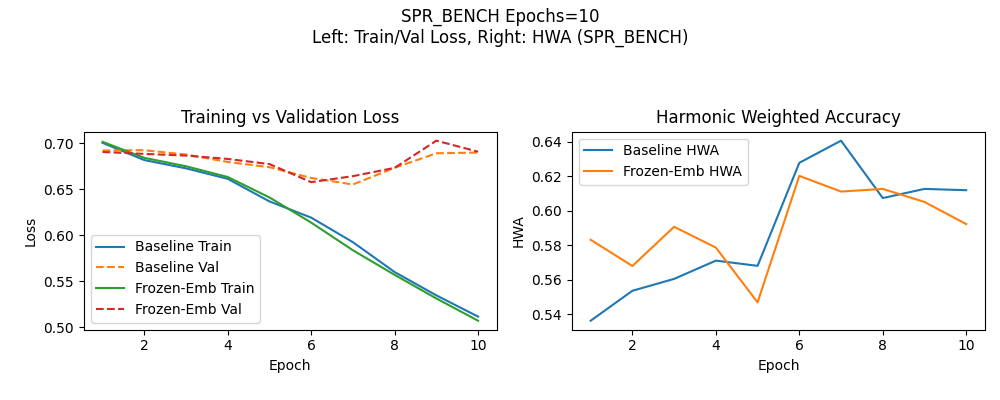 SPR_BENCH Epochs=10
Left: Train/Val Loss, Right: HWA (SPR_BENCH)
Training vs Validation Loss
0.70
0.65
0.60
0.55
0.50
Loss
Baseline Train
Baseline Val
Frozen-Emb Train
Frozen-Emb Val
2
4
6
8
10
Epoch
Harmonic Weighted Accuracy
0.64
0.62
0.60
0.58
0.56
0.54
HWA
Baseline HWA
Frozen-Emb HWA
2
4
6
8
10
Epoch